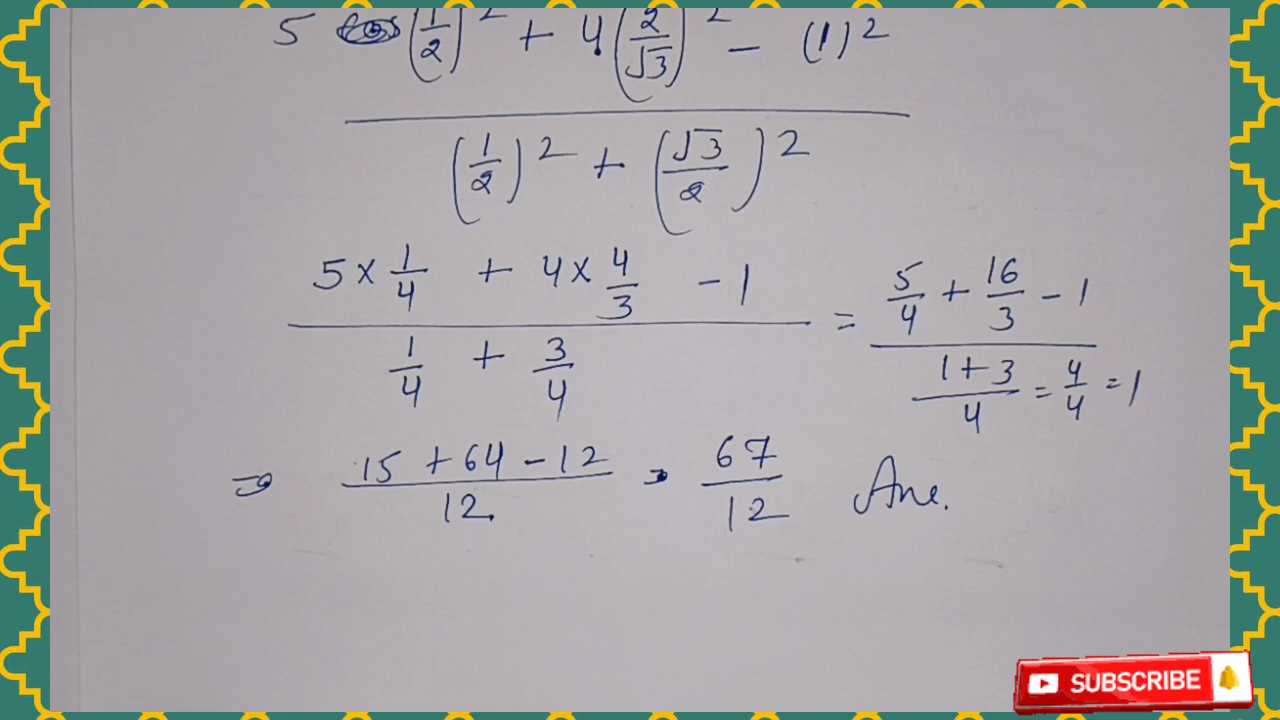 5 (1/2)² + 4(2/√3)² - (1)²
(1/2)² + (√3/2)²
5 × 1/4 + 4 × 4/3 - 1 = 5/4 + 16/3 - 1
1/4 + 3/4   1+3/4 = 4/4 = 1
⇒ 15 + 64 - 12 / 12   67/12 Ans.
SUBSCRIBE